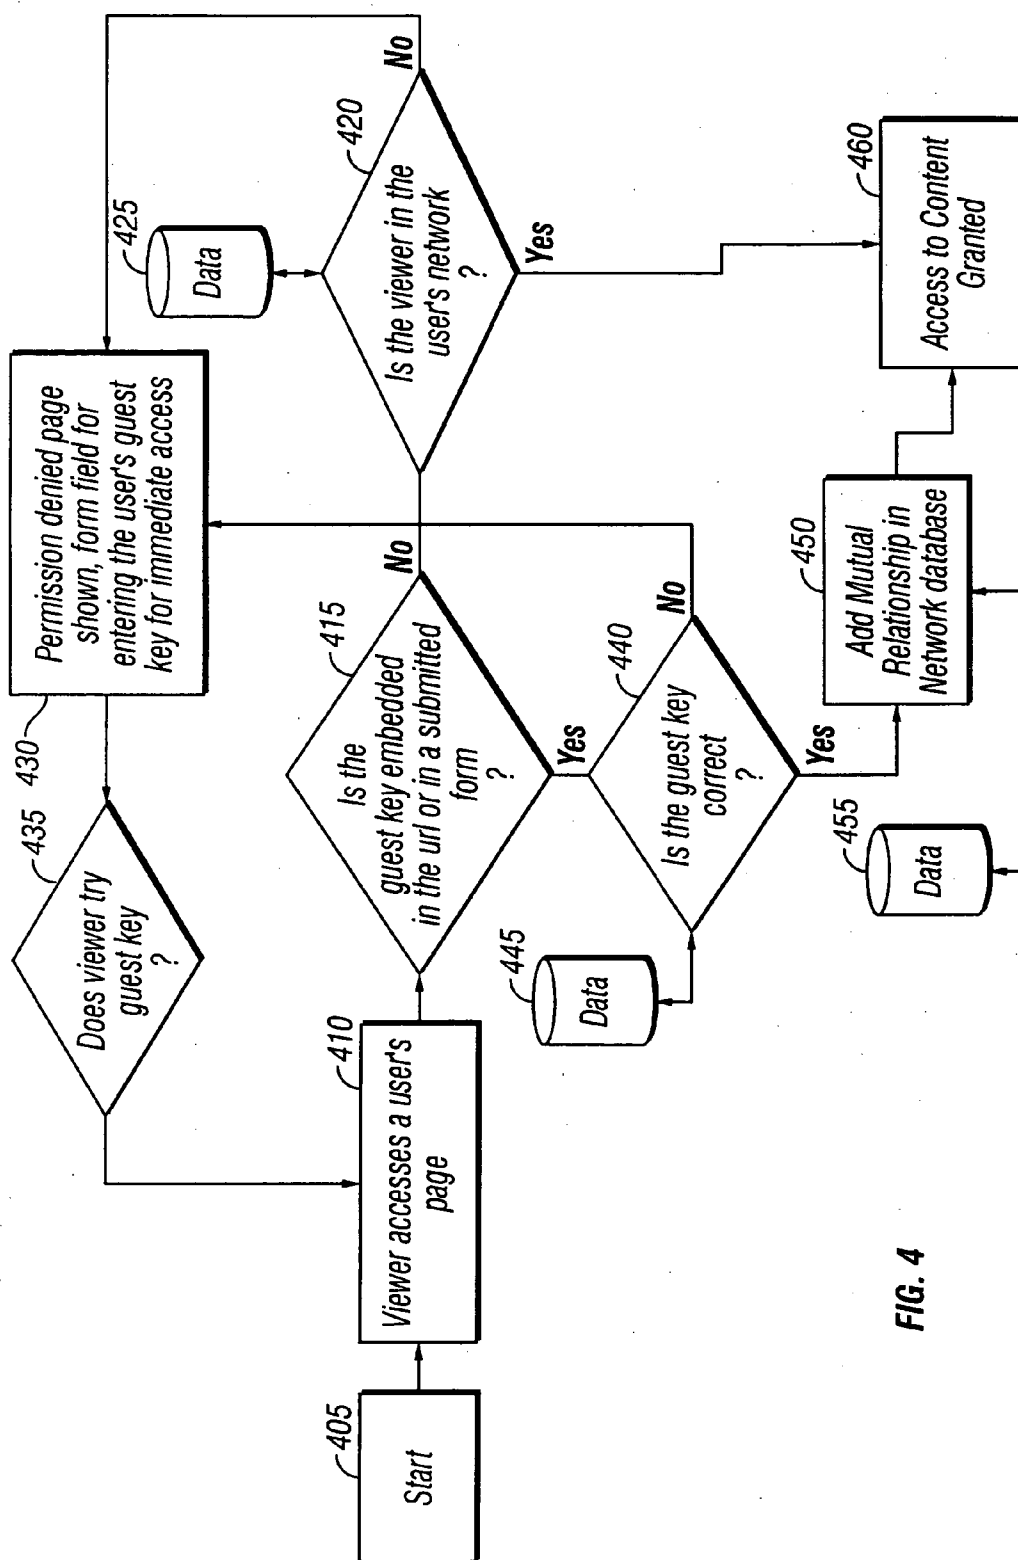 405
Start
410
Viewer accesses a user's
page
415
Is the
guest key embedded
in the url or in a submitted
form
?
No
Yes
420
Is the viewer in the
user's network
?
No
Yes
425
Data
430
Permission denied page
shown, form field for
entering the user's guest
key for immediate access
435
Does viewer try
guest key
?
440
Is the guest key
correct
?
No
Yes
445
Data
450
Add Mutual
Relationship in
Network database
455
Data
460
Access to Content
Granted
FIG. 4